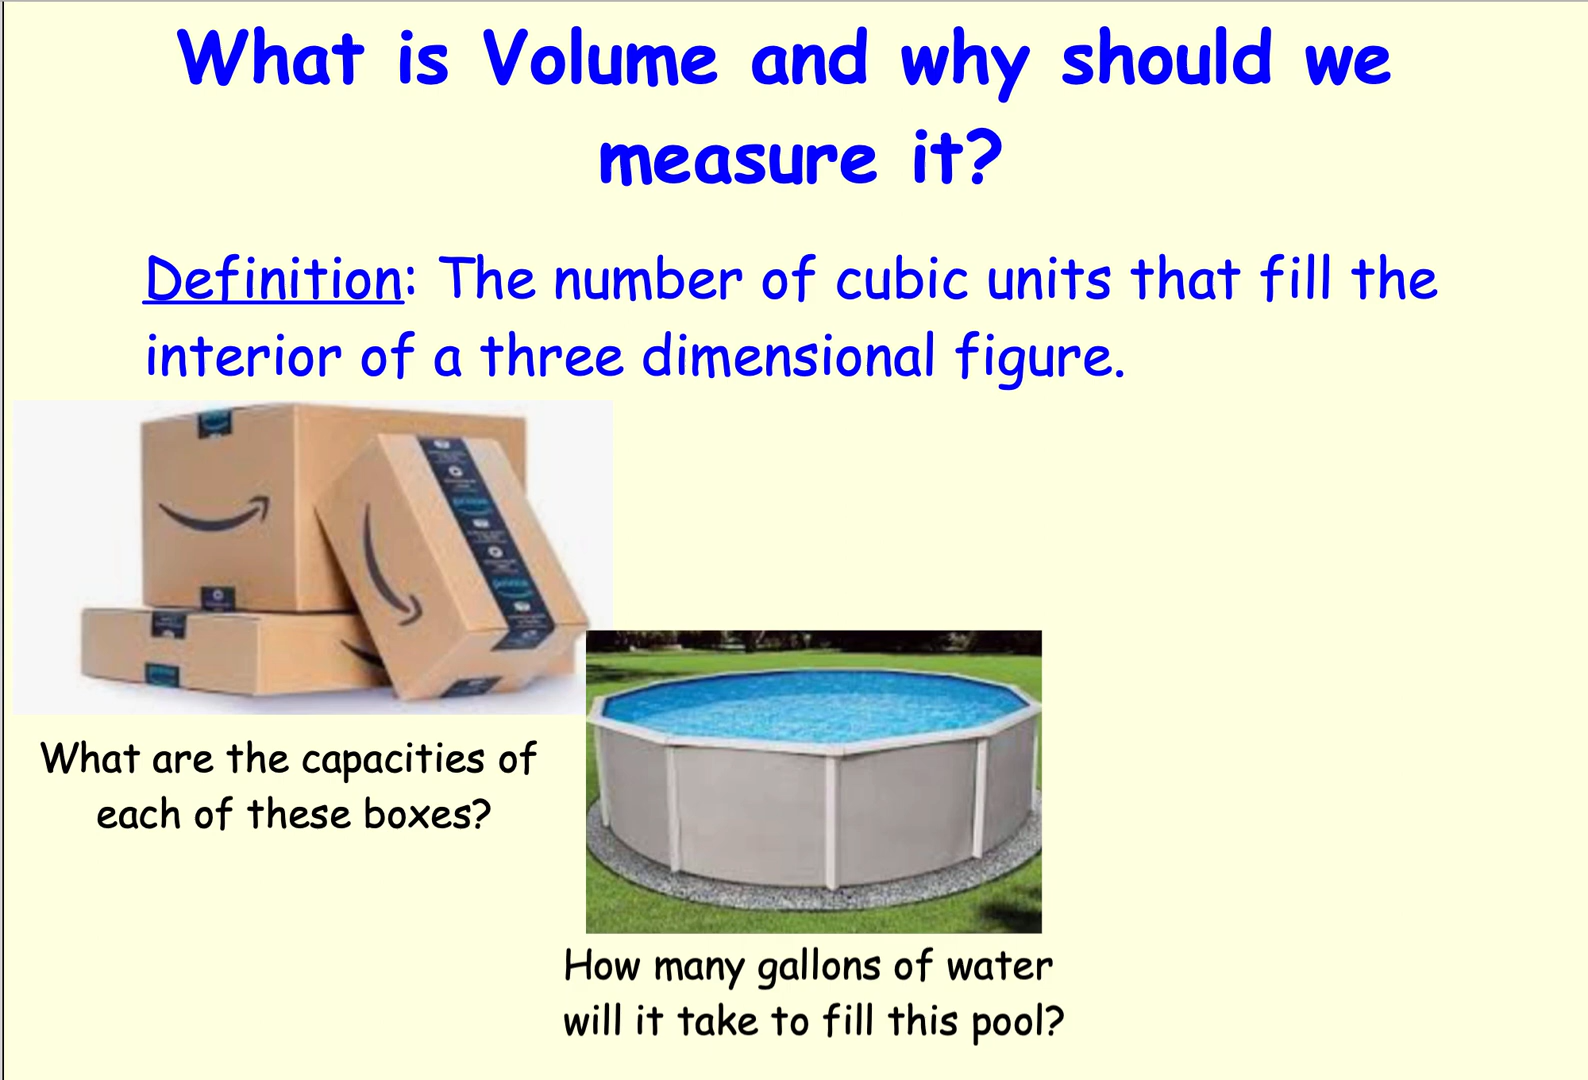 What is Volume and why should we
measure it?
Definition: The number of cubic units that fill the
interior of a three dimensional figure.
prime
prime
What are the capacities of
each of these boxes?
How many gallons of water
will it take to fill this pool?